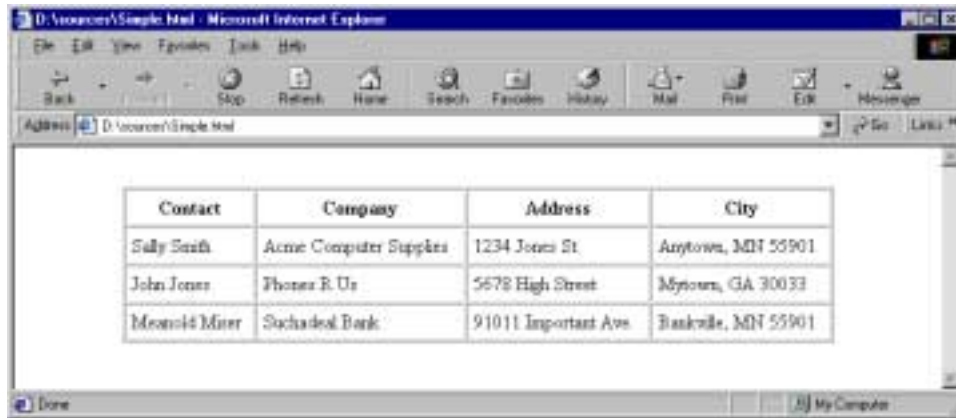 D:\sources\Simple.html - Microsoft Internet Explorer
File Edit View Favorites Tools Help
Back Stop Refresh Home Search Favorites History Mail Print Edit Messenger
Address D:\sources\Simple.html Go Links »
Contact Company Address City
Sally Smith Acme Computer Supplies 1234 Jones St Anytown, MN 55901
John Jones Phones R Us 5678 High Street Mytown, GA 30033
Meanold Miser Suchadeal Bank 91011 Important Ave. Bankville, MN 55901
Done My Computer